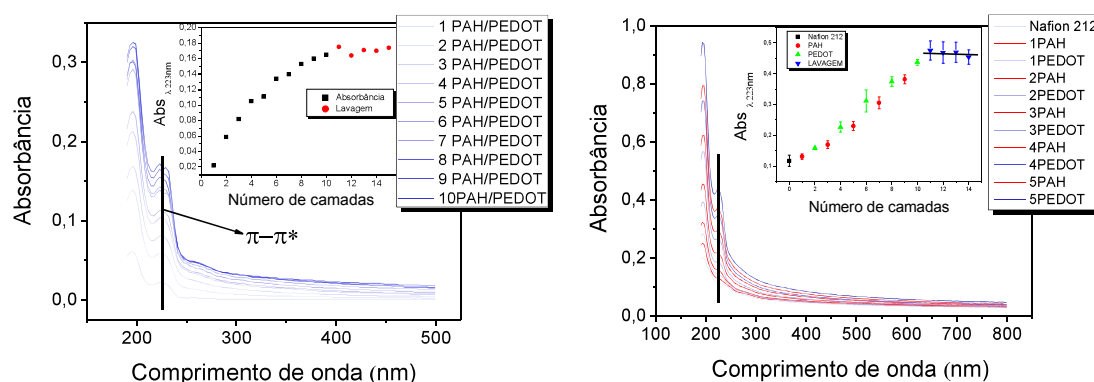 Absorbância
0,3
0,2
0,1
0,0
200
300
400
500
Comprimento de onda (nm)
π–π*
Abs λ 223nm
0,20
0,18
0,16
0,14
0,12
0,10
0,08
0,06
0,04
0,02
0,00
0 2 4 6 8 10 12 14
Número de camadas
Absorbância
Lavagem
1 PAH/PEDOT
2 PAH/PEDOT
3 PAH/PEDOT
4 PAH/PEDOT
5 PAH/PEDOT
6 PAH/PEDOT
7 PAH/PEDOT
8 PAH/PEDOT
9 PAH/PEDOT
10PAH/PEDOT
Absorbância
1,0
0,8
0,6
0,4
0,2
0,0
100 200 300 400 500 600 700 800
Comprimento de onda (nm)
Abs λ 223nm
0,5
0,4
0,3
0,2
0,1
0 2 4 6 8 10 12 14
Número de camadas
Nafion 212
PAH
PEDOT
LAVAGEM
Nafion 212
1PAH
1PEDOT
2PAH
2PEDOT
3PAH
3PEDOT
4PAH
4PEDOT
5PAH
5PEDOT